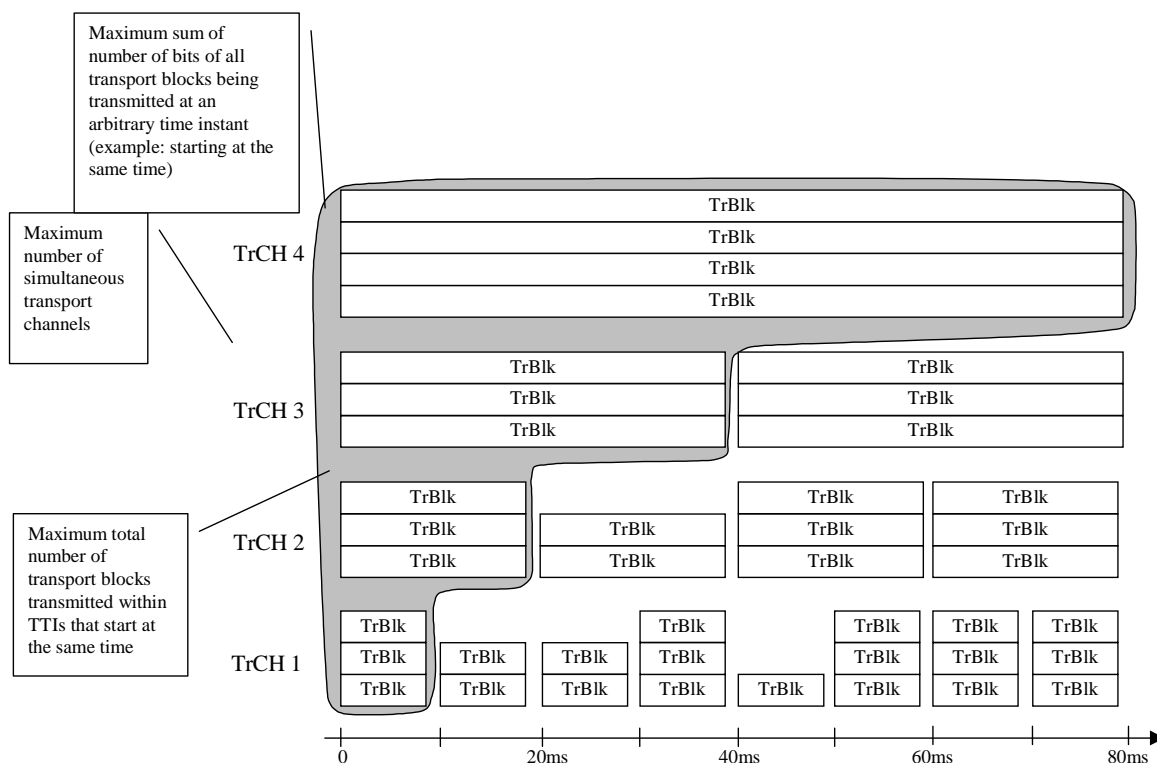 Maximum sum of
number of bits of all
transport blocks being
transmitted at an
arbitrary time instant
(example: starting at the
same time)
Maximum
number of
simultaneous
transport
channels
Maximum total
number of
transport blocks
transmitted within
TTIs that start at
the same time
TrCH 4
TrBlk
TrBlk
TrBlk
TrBlk
TrCH 3
TrBlk TrBlk
TrBlk TrBlk
TrBlk TrBlk
TrCH 2
TrBlk TrBlk TrBlk
TrBlk TrBlk TrBlk TrBlk
TrBlk TrBlk TrBlk TrBlk
TrCH 1
TrBlk TrBlk TrBlk TrBlk TrBlk
TrBlk TrBlk TrBlk TrBlk TrBlk TrBlk TrBlk
TrBlk TrBlk TrBlk TrBlk TrBlk TrBlk TrBlk TrBlk
0 20ms 40ms 60ms 80ms